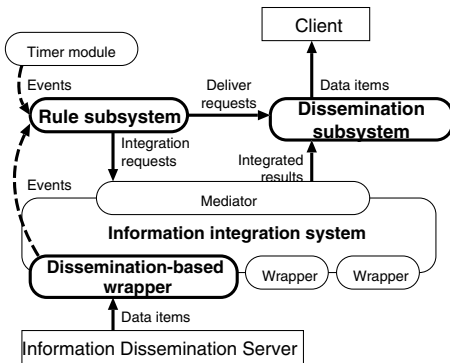 Client
Timer module
Events
Deliver
requests
Data items
Rule subsystem
Dissemination
subsystem
Integration
requests
Integrated
results
Events
Mediator
Information integration system
Dissemination-based
wrapper
Wrapper
Wrapper
Data items
Information Dissemination Server